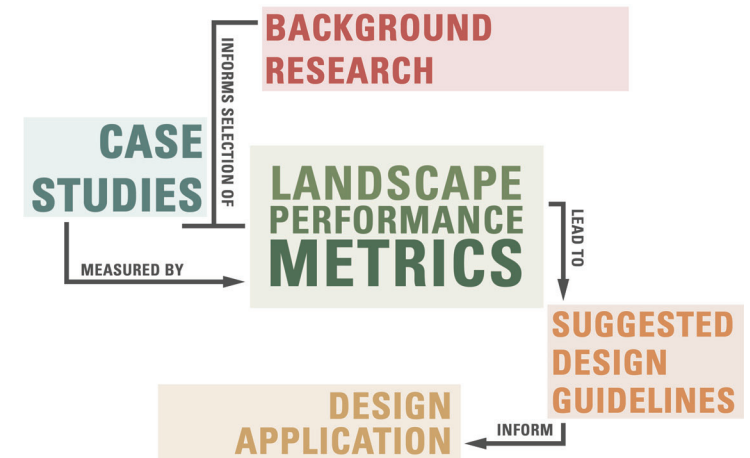 BACKGROUND
RESEARCH
INFORMS SELECTION OF
CASE
STUDIES
LANDSCAPE
PERFORMANCE
METRICS
MEASURED BY
LEAD TO
SUGGESTED
DESIGN
GUIDELINES
INFORM
DESIGN
APPLICATION